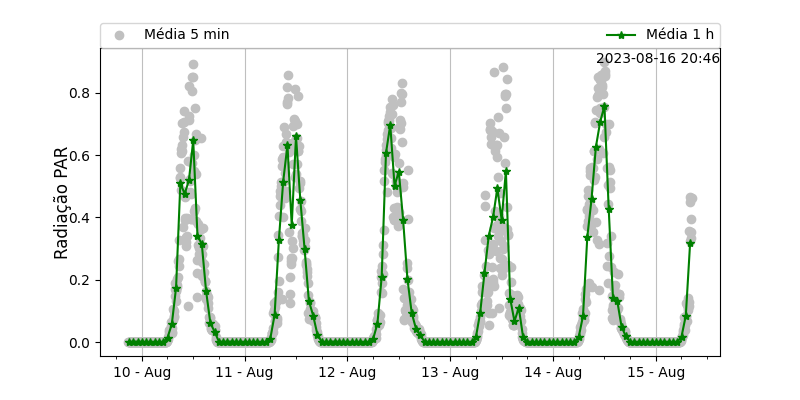 Média 5 min
Média 1 h
2023-08-16 20:46
Radiação PAR
0.8
0.6
0.4
0.2
0.0
10 - Aug
11 - Aug
12 - Aug
13 - Aug
14 - Aug
15 - Aug